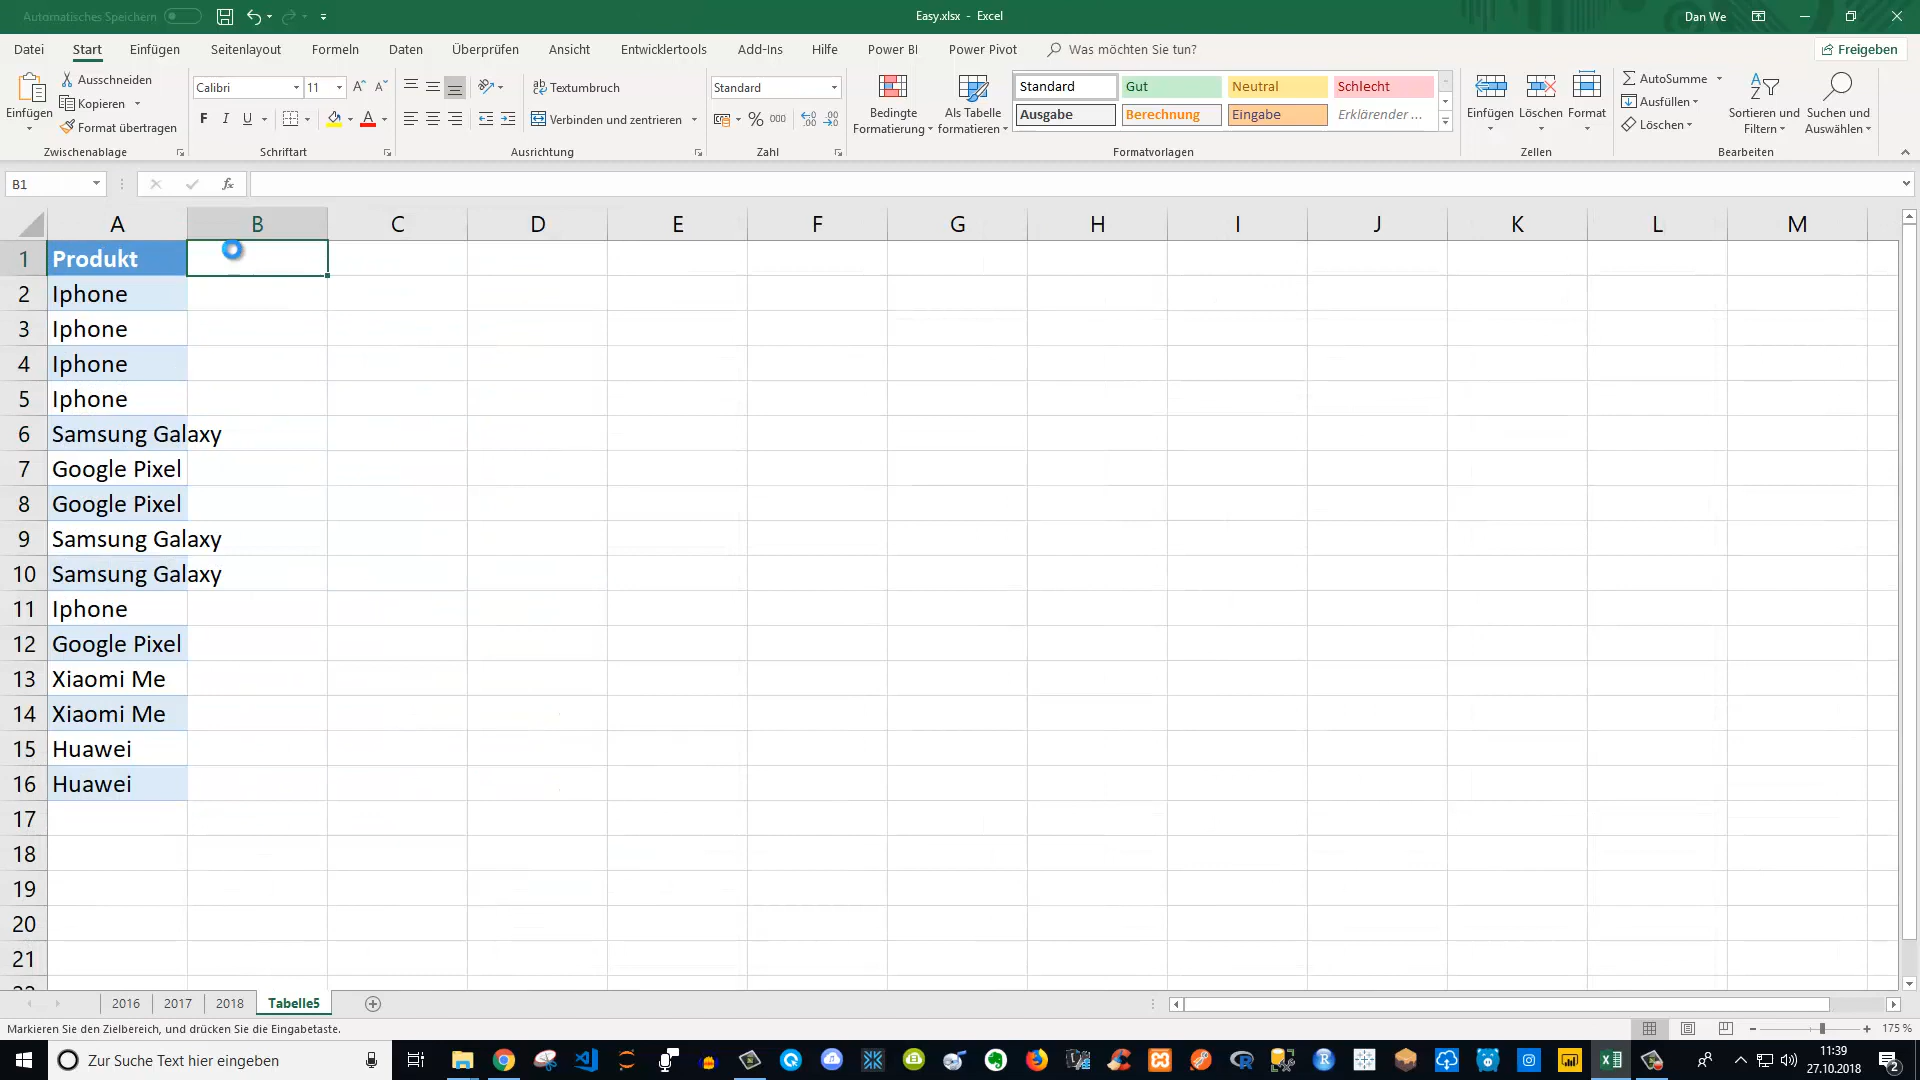 Automatisches Speichern
Easy.xlsx - Excel
Dan We
Datei Start Einfügen Seitenlayout Formeln Daten Überprüfen Ansicht Entwicklertools Add-Ins Hilfe Power BI Power Pivot Was möchten Sie tun? Freigeben
Einfügen
Ausschneiden
Kopieren
Format übertragen
Zwischenablage
Calibri 11
F K U
Schriftart
Textumbruch
Verbinden und zentrieren
Ausrichtung
Standard
% 000
Zahl
Bedingte Formatierung
Als Tabelle formatieren
Standard Gut Neutral Schlecht
Ausgabe Berechnung Eingabe Erklärender ...
Formatvorlagen
Einfügen Löschen Format
Zellen
AutoSumme
Ausfüllen
Löschen
Sortieren und Filtern
Suchen und Auswählen
Bearbeiten
B1
fx
A B C D E F G H I J K L M
1 Produkt
2 Iphone
3 Iphone
4 Iphone
5 Iphone
6 Samsung Galaxy
7 Google Pixel
8 Google Pixel
9 Samsung Galaxy
10 Samsung Galaxy
11 Iphone
12 Google Pixel
13 Xiaomi Me
14 Xiaomi Me
15 Huawei
16 Huawei
17
18
19
20
21
22
2016 2017 2018 Tabelle5
Markieren Sie den Zielbereich, und drücken Sie die Eingabetaste.
175 %
Zur Suche Text hier eingeben
11:39
27.10.2018
2